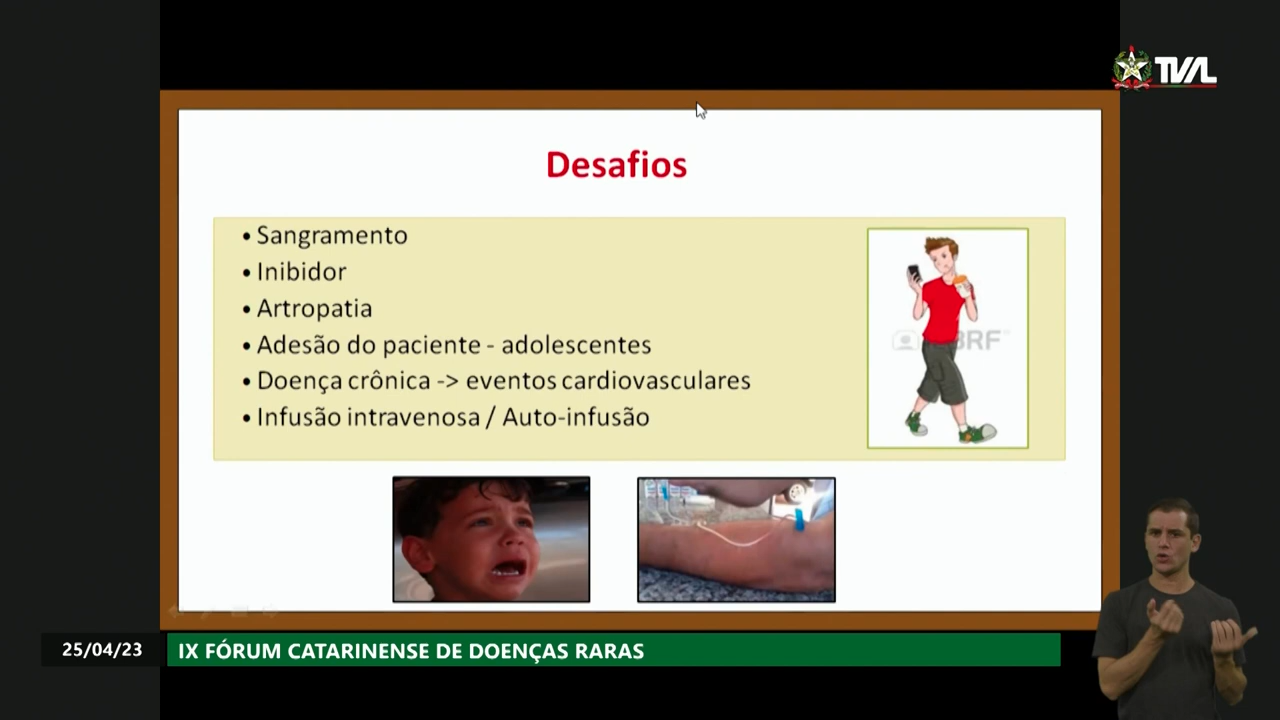 TVAL
Desafios
• Sangramento
• Inibidor
• Artropatia
• Adesão do paciente - adolescentes
• Doença crônica -> eventos cardiovasculares
• Infusão intravenosa / Auto-infusão
BRF
25/04/23
IX FÓRUM CATARINENSE DE DOENÇAS RARAS